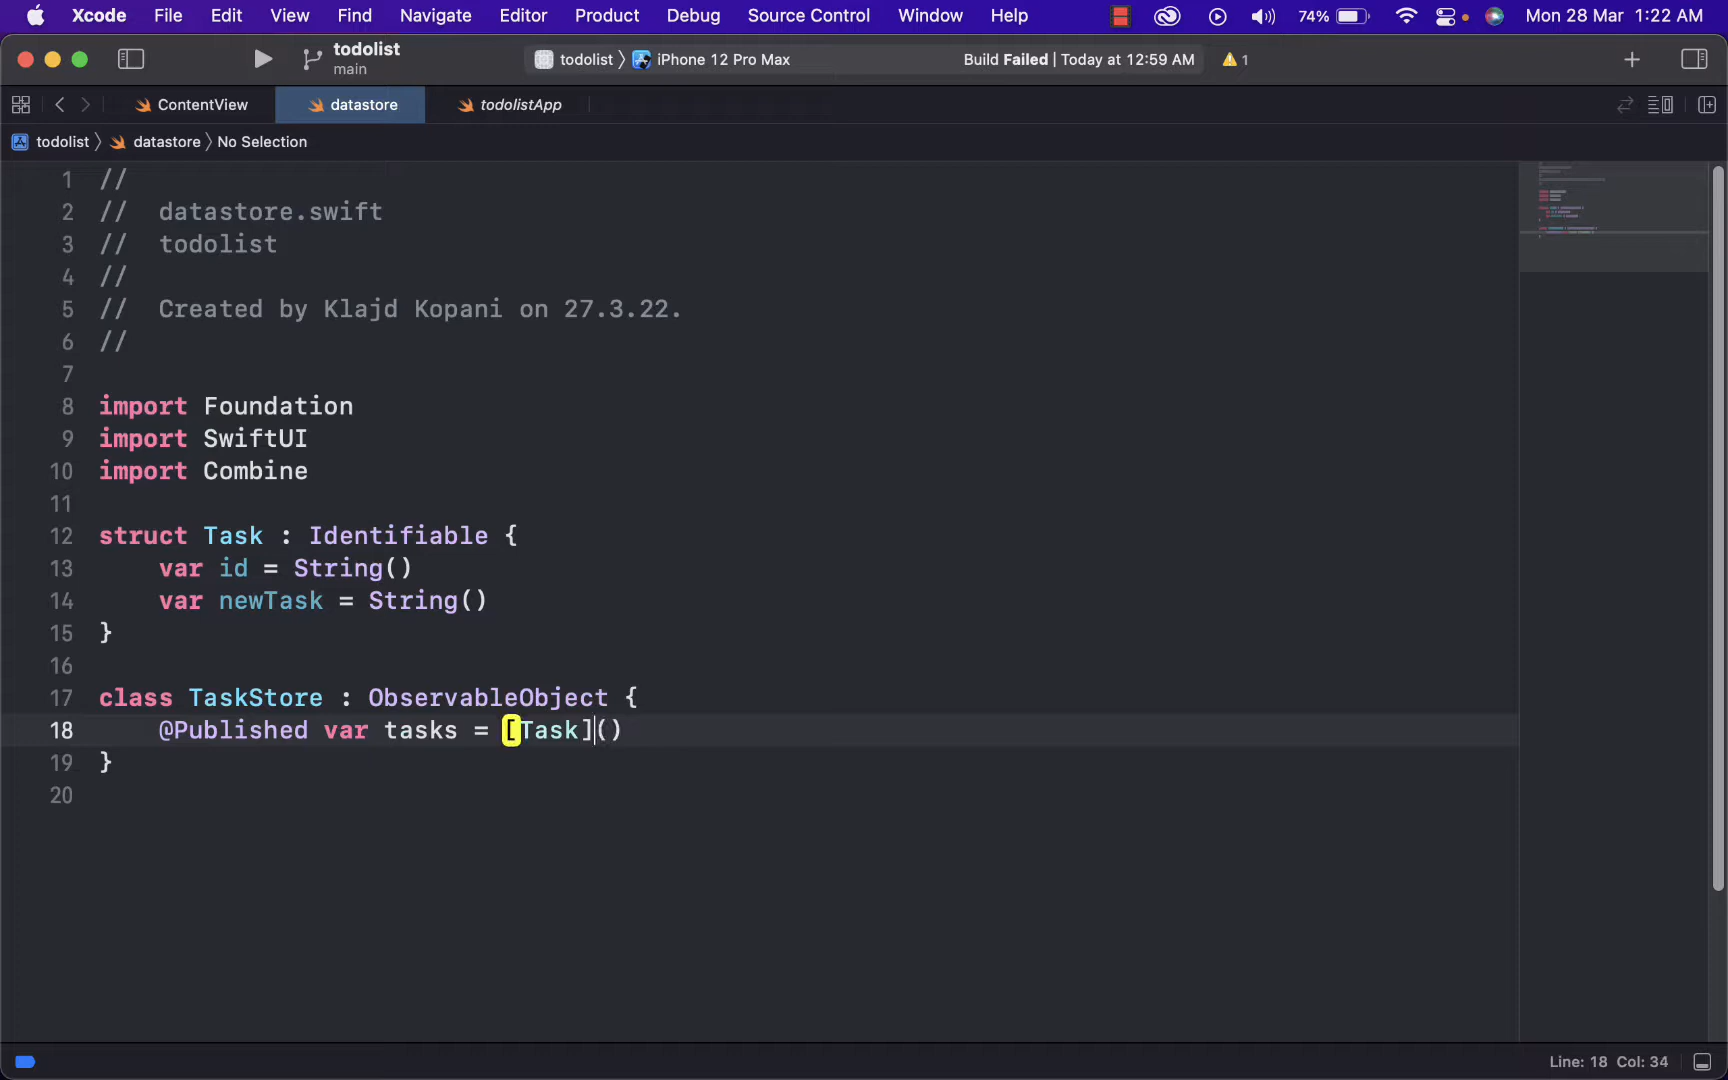 Xcode File Edit View Find Navigate Editor Product Debug Source Control Window Help 74% Mon 28 Mar 1:22 AM
todolist
main
todolist 〉 iPhone 12 Pro Max Build Failed | Today at 12:59 AM 1
ContentView datastore todolistApp
todolist 〉 datastore 〉 No Selection
1 //
2 //  datastore.swift
3 //  todolist
4 //
5 //  Created by Klajd Kopani on 27.3.22.
6 //
7
8 import Foundation
9 import SwiftUI
10 import Combine
11
12 struct Task : Identifiable {
13     var id = String()
14     var newTask = String()
15 }
16
17 class TaskStore : ObservableObject {
18     @Published var tasks = [Task]()
19 }
20
Line: 18 Col: 34